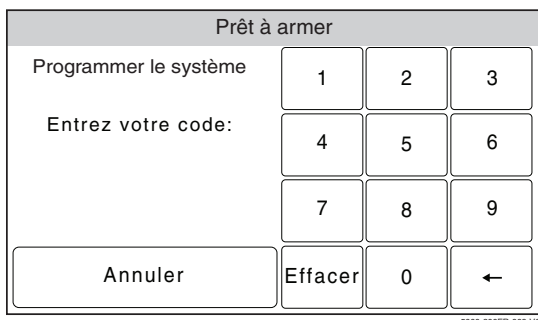 Prêt à armer
Programmer le système
Entrez votre code:
1 2 3
4 5 6
7 8 9
Annuler Effacer 0 ←